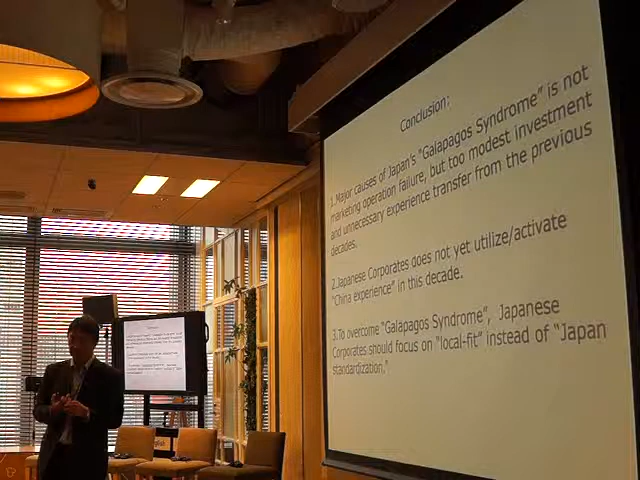 Conclusion:
1.Major causes of Japan's "Galapagos Syndrome" is not
marketing operation failure, but too modest investment
and unnecessary experience transfer from the previous
decades.
2.Japanese Corporates does not yet utilize/activate
"China experience" in this decade.
3.To overcome "Galapagos Syndrome", Japanese
Corporates should focus on "local-fit" instead of "Japan
standardization."